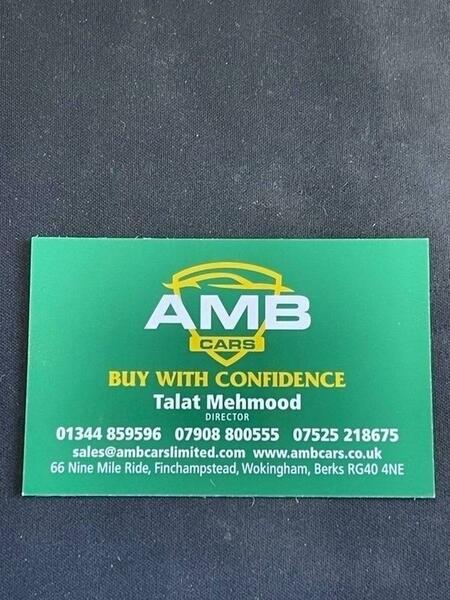 AMB
CARS
BUY WITH CONFIDENCE
Talat Mehmood
DIRECTOR
01344 859596 07908 800555 07525 218675
sales@ambcarslimited.com www.ambcars.co.uk
66 Nine Mile Ride, Finchampstead, Wokingham, Berks RG40 4NE